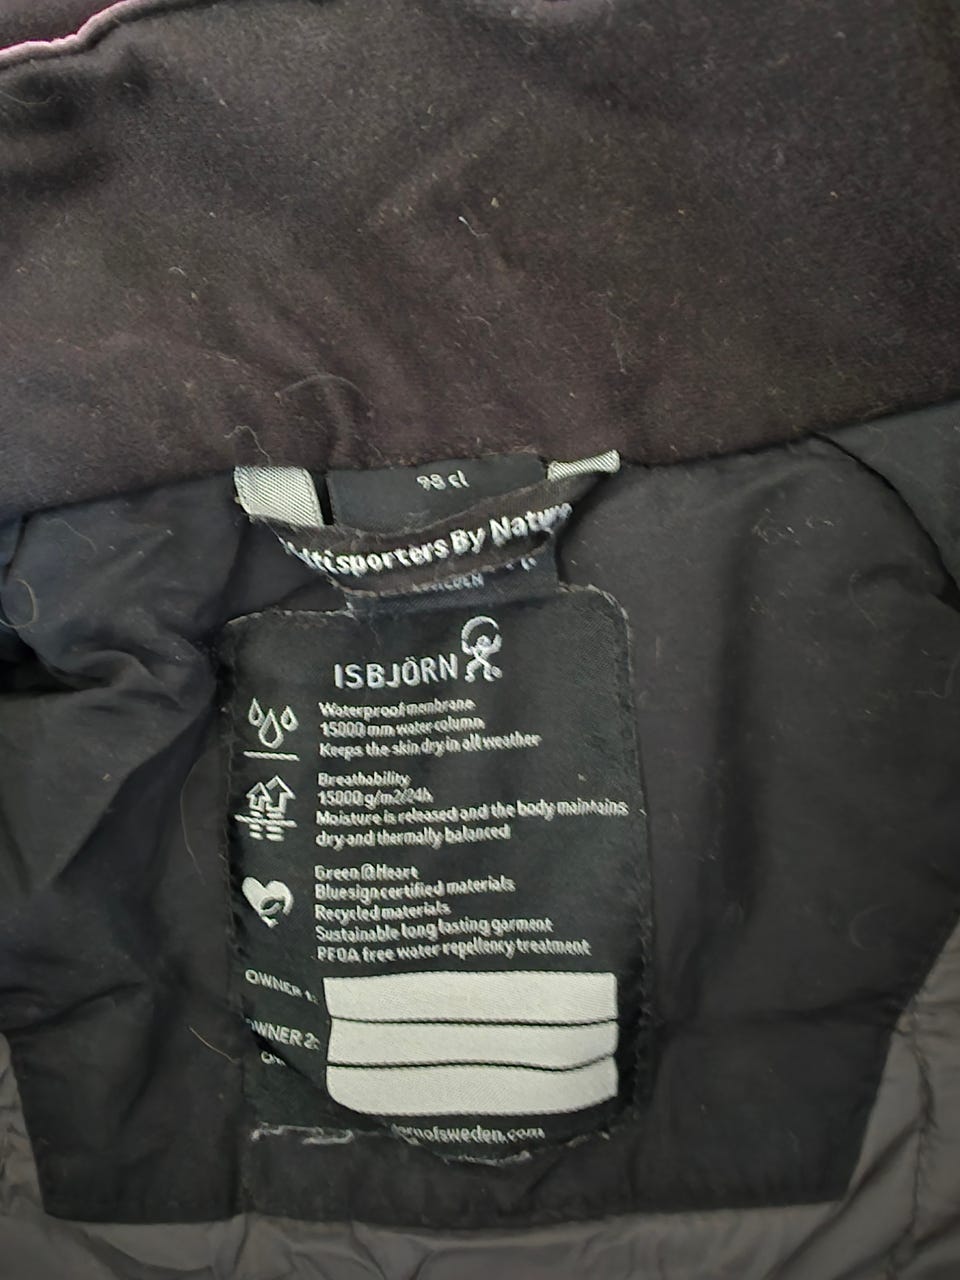 98 cl
By Nature
ISBJÖRN
Waterproof membrane
15000 mm water column
Keeps the skin dry in all weather
Breathability
15000 g/m2/24h
Moisture is released and the body maintains
dry and thermally balanced
Green@Heart
Bluesign certified materials
Recycled materials
Sustainable long lasting garment
PFOA free water repellency treatment
OWNER 1:
OWNER 2: